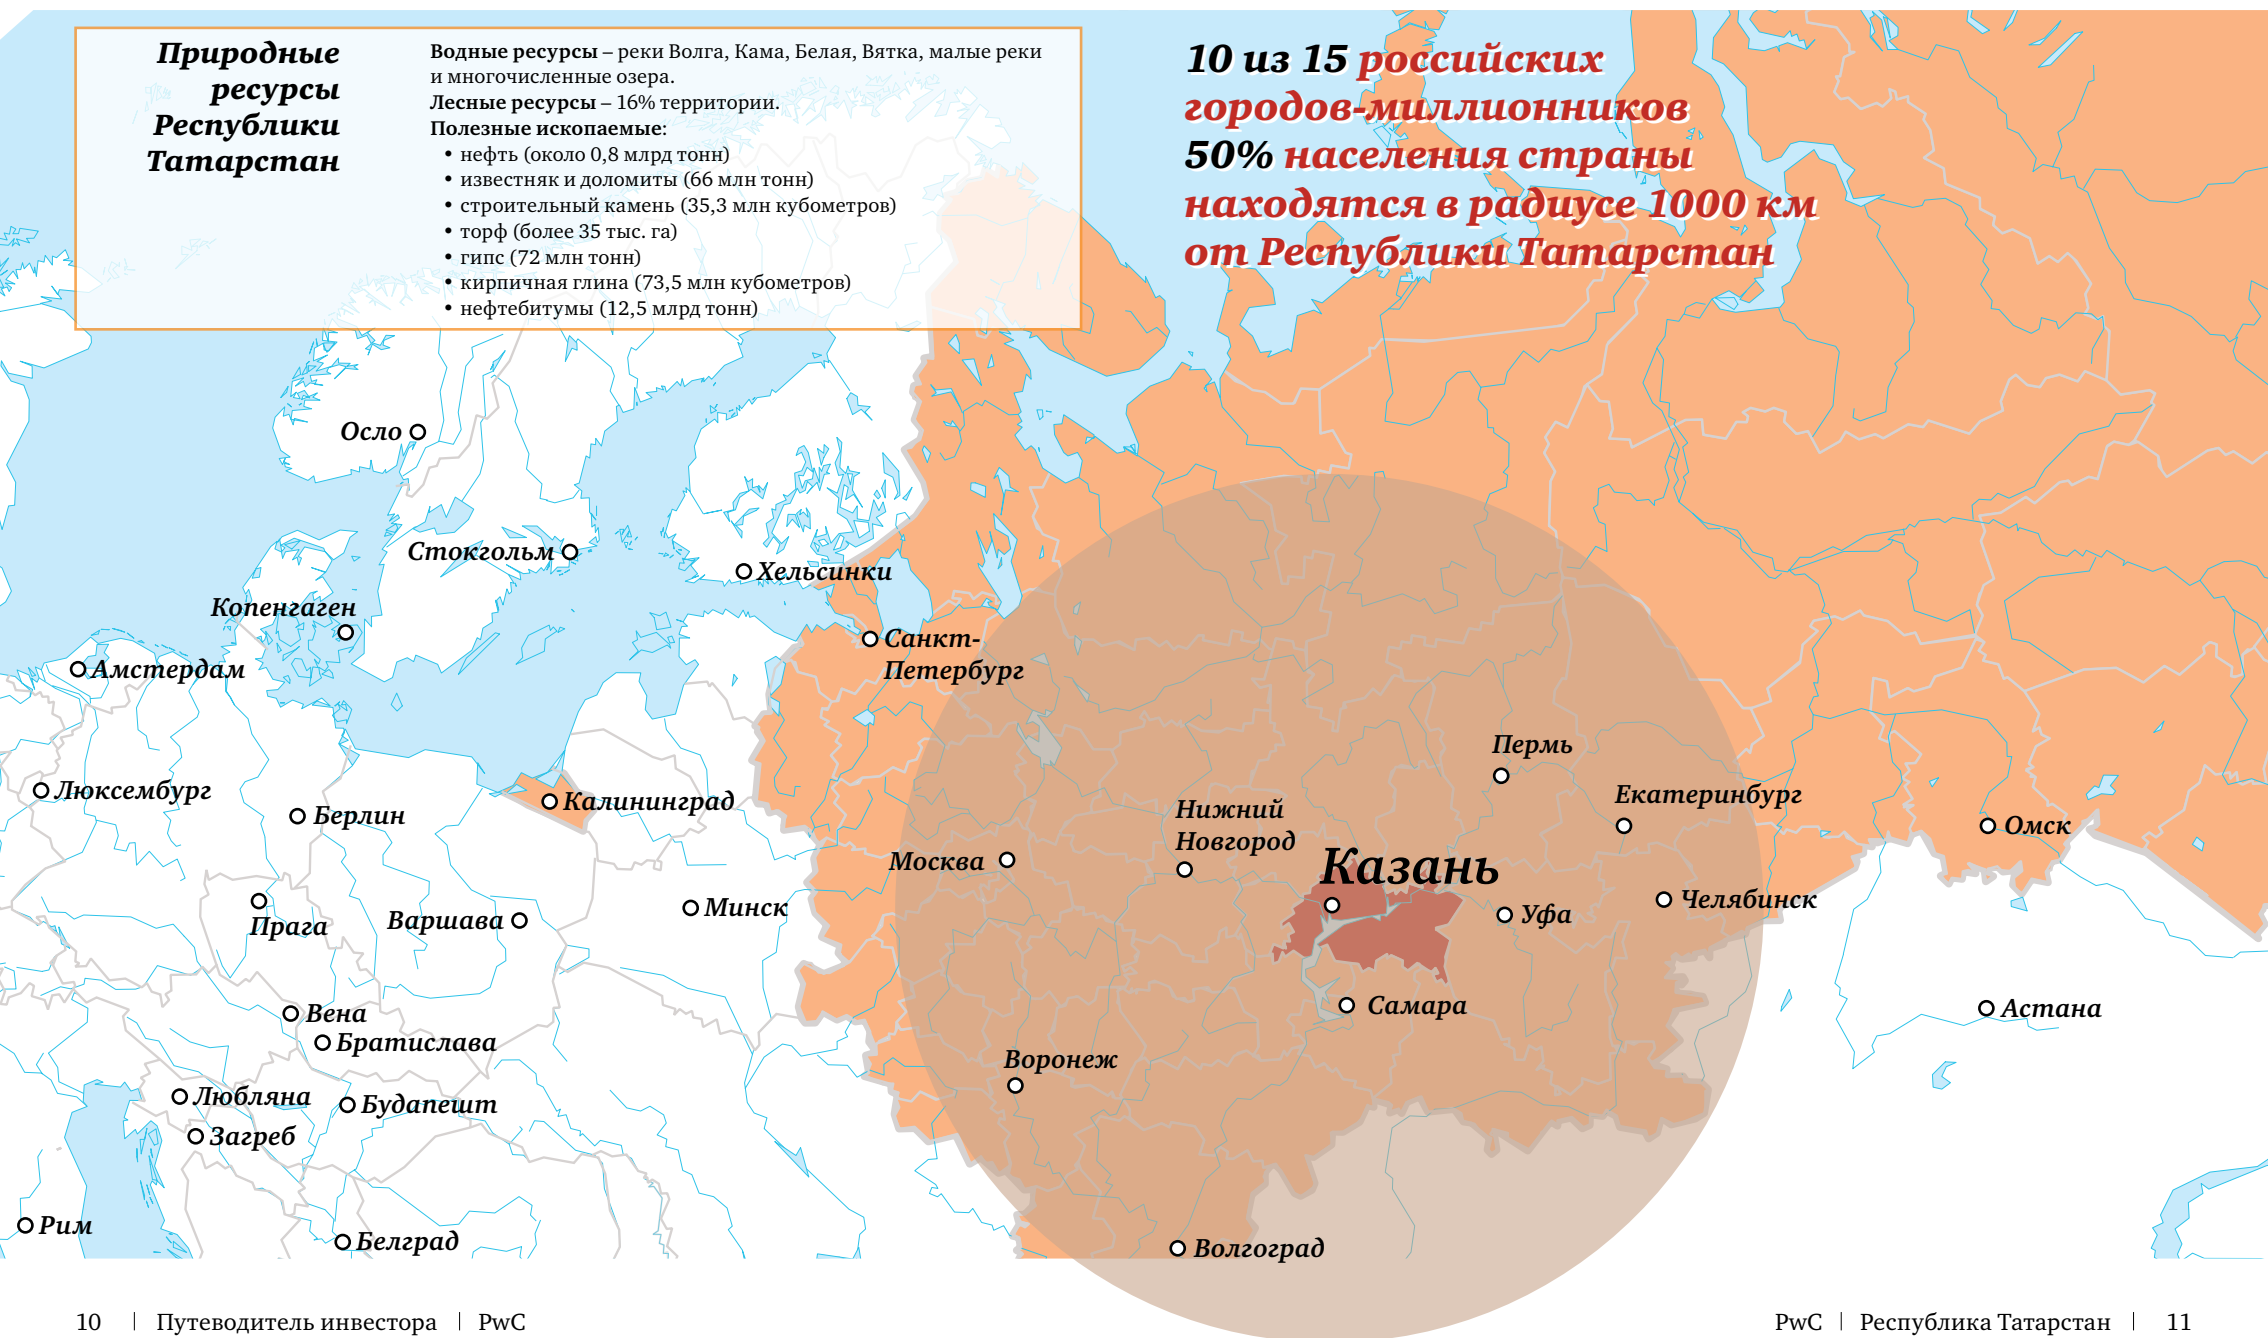 Природные
ресурсы
Республики
Татарстан
Водные ресурсы – реки Волга, Кама, Белая, Вятка, малые реки
и многочисленные озера.
Лесные ресурсы – 16% территории.
Полезные ископаемые:
• нефть (около 0,8 млрд тонн)
• известняк и доломиты (66 млн тонн)
• строительный камень (35,3 млн кубометров)
• торф (более 35 тыс. га)
• гипс (72 млн тонн)
• кирпичная глина (73,5 млн кубометров)
• нефтебитумы (12,5 млрд тонн)
10 из 15 российских
городов-миллионников
50% населения страны
находятся в радиусе 1000 км
от Республики Татарстан
Осло
Стокгольм
Хельсинки
Копенгаген
Санкт-
Петербург
Амстердам
Люксембург
Берлин
Калининград
Прага
Варшава
Минск
Вена
Братислава
Любляна
Будапешт
Загреб
Рим
Белград
Москва
Нижний
Новгород
Казань
Пермь
Екатеринбург
Омск
Уфа
Челябинск
Самара
Астана
Воронеж
Волгоград
10 | Путеводитель инвестора | PwC
PwC | Республика Татарстан | 11